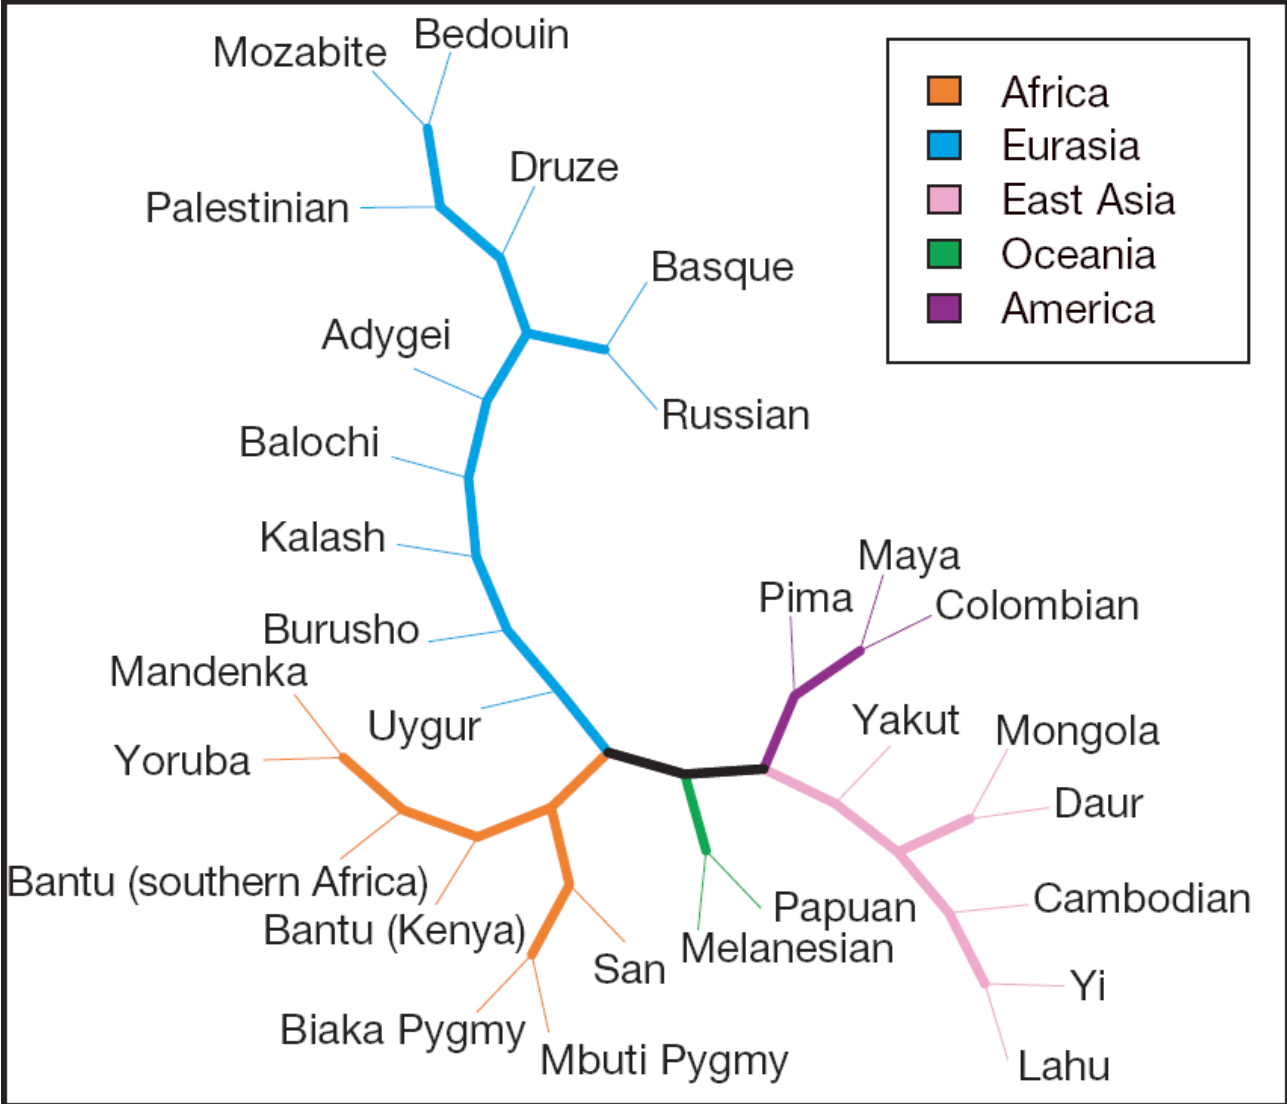 Bedouin
Mozabite
Druze
Palestinian
Basque
Adygei
Russian
Balochi
Kalash
Burusho
Mandenka
Uygur
Yoruba
Bantu (southern Africa)
Bantu (Kenya)
San
Biaka Pygmy
Mbuti Pygmy
Maya
Pima
Colombian
Yakut
Mongola
Daur
Cambodian
Papuan
Melanesian
Yi
Lahu
Africa
Eurasia
East Asia
Oceania
America